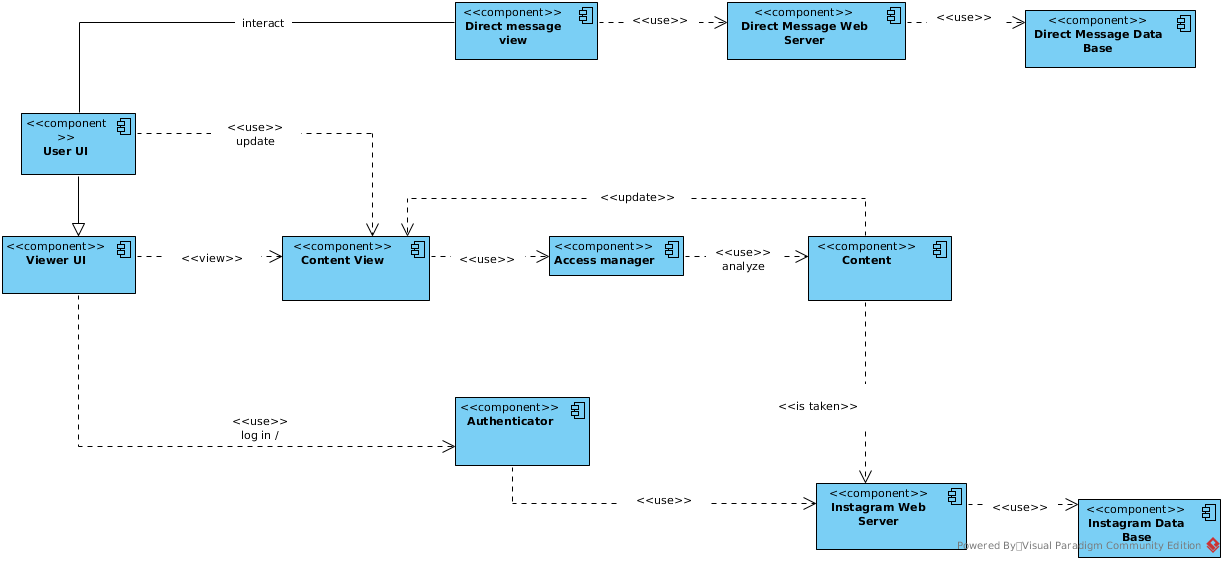 <<component>>
Direct message
view
<<use>>
<<component>>
Direct Message Web
Server
<<use>>
<<component>>
Direct Message Data
Base
interact
<<component
>>
User UI
<<use>>
update
<<update>>
<<component>>
Viewer UI
<<view>>
<<component>>
Content View
<<use>>
<<component>>
Access manager
<<use>>
analyze
<<component>>
Content
<<use>>
log in /
<<component>>
Authenticator
<<is taken>>
<<use>>
<<component>>
Instagram Web
Server
<<use>>
<<component>>
Instagram Data
Base
Powered By Visual Paradigm Community Edition